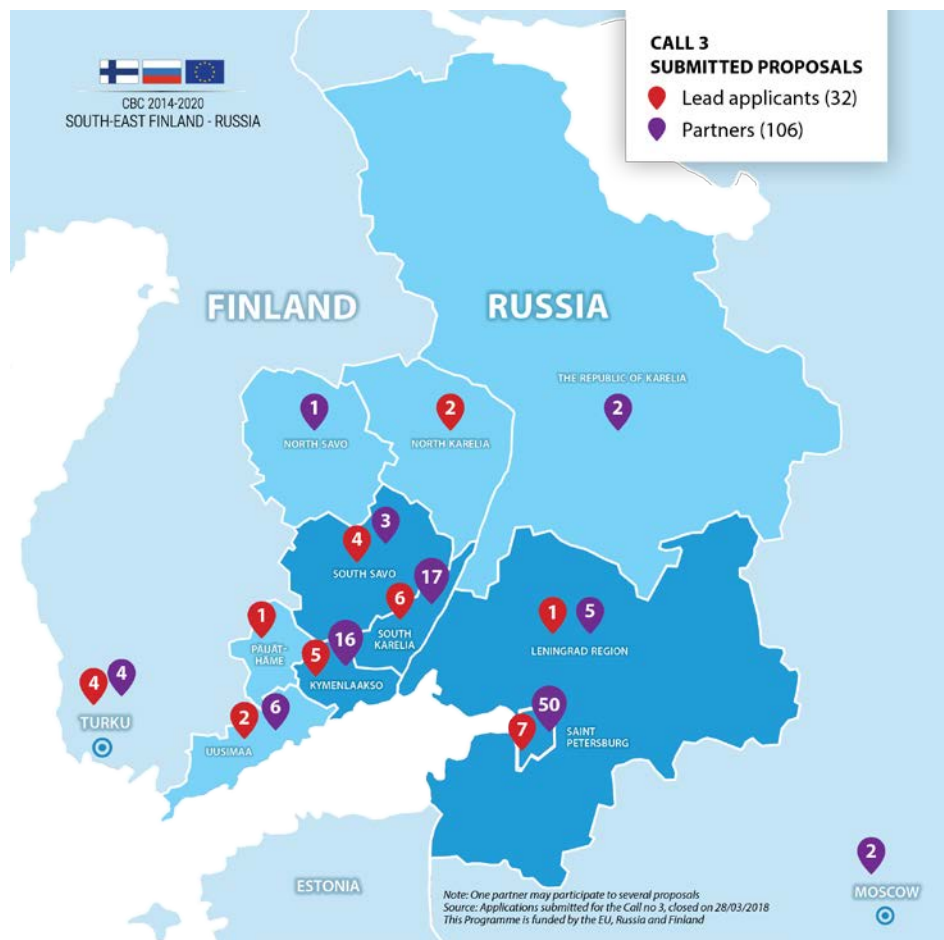 CALL 3
SUBMITTED PROPOSALS
Lead applicants (32)
Partners (106)
CBC 2014-2020
SOUTH-EAST FINLAND - RUSSIA
FINLAND
RUSSIA
THE REPUBLIC OF KARELIA
2
1
NORTH SAVO
2
NORTH KARELIA
3
4
SOUTH SAVO
17
6
SOUTH
KARELIA
1
PÄIJÄT-
HÄME
16
5
KYMENLAAKSO
1
5
LENINGRAD REGION
4
4
TURKU
2
6
UUSIMAA
50
7
SAINT
PETERSBURG
2
MOSCOW
ESTONIA
Note: One partner may participate to several proposals
Source: Applications submitted for the Call no 3, closed on 28/03/2018
This Programme is funded by the EU, Russia and Finland